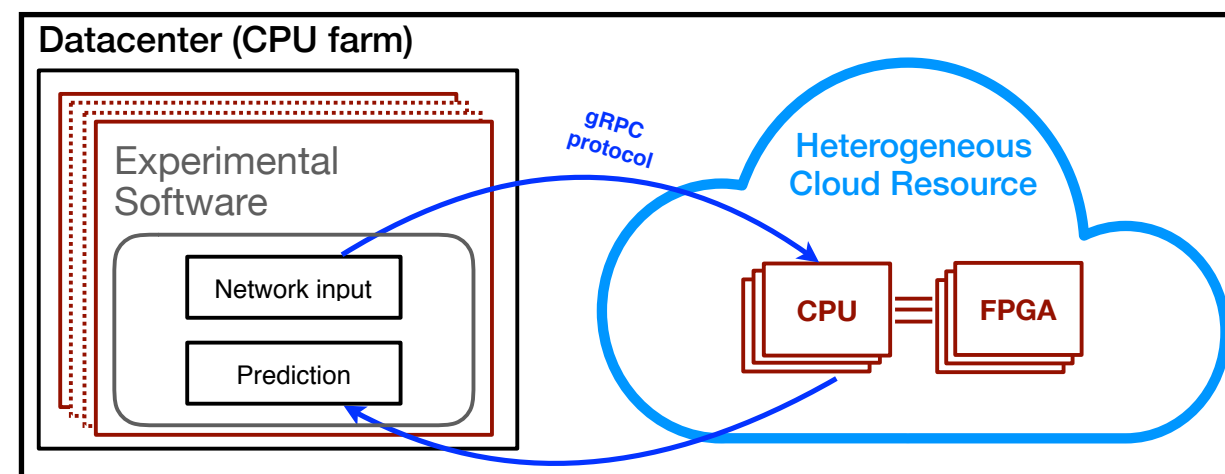 Datacenter (CPU farm)
Experimental
Software
Network input
Prediction
gRPC
protocol
Heterogeneous
Cloud Resource
CPU
FPGA